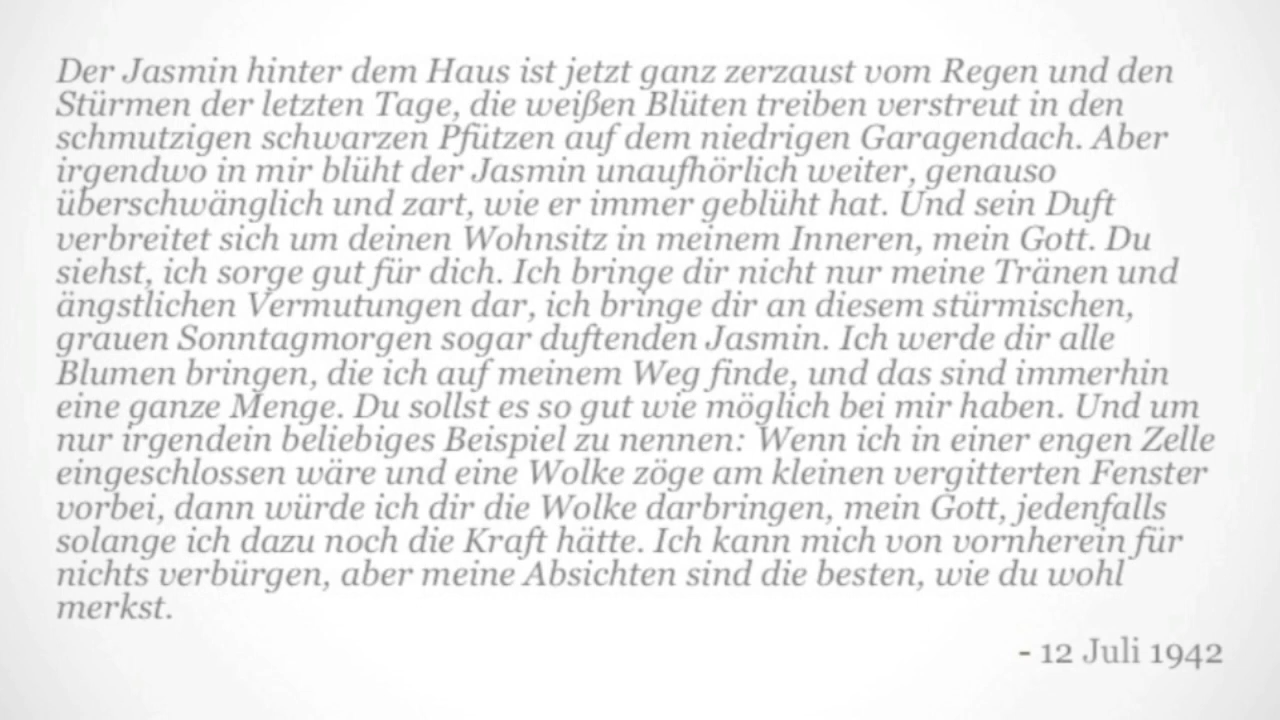 Der Jasmin hinter dem Haus ist jetzt ganz zerzaust vom Regen und den
Stürmen der letzten Tage, die weißen Blüten treiben verstreut in den
schmutzigen schwarzen Pfützen auf dem niedrigen Garagendach. Aber
irgendwo in mir blüht der Jasmin unaufhörlich weiter, genauso
überschwänglich und zart, wie er immer geblüht hat. Und sein Duft
verbreitet sich um deinen Wohnsitz in meinem Inneren, mein Gott. Du
siehst, ich sorge gut für dich. Ich bringe dir nicht nur meine Tränen und
ängstlichen Vermutungen dar, ich bringe dir an diesem stürmischen,
grauen Sonntagmorgen sogar duftenden Jasmin. Ich werde dir alle
Blumen bringen, die ich auf meinem Weg finde, und das sind immerhin
eine ganze Menge. Du sollst es so gut wie möglich bei mir haben. Und um
nur irgendein beliebiges Beispiel zu nennen: Wenn ich in einer engen Zelle
eingeschlossen wäre und eine Wolke zöge am kleinen vergitterten Fenster
vorbei, dann würde ich dir die Wolke darbringen, mein Gott, jedenfalls
solange ich dazu noch die Kraft hätte. Ich kann mich von vornherein für
nichts verbürgen, aber meine Absichten sind die besten, wie du wohl
merkst.
- 12 Juli 1942